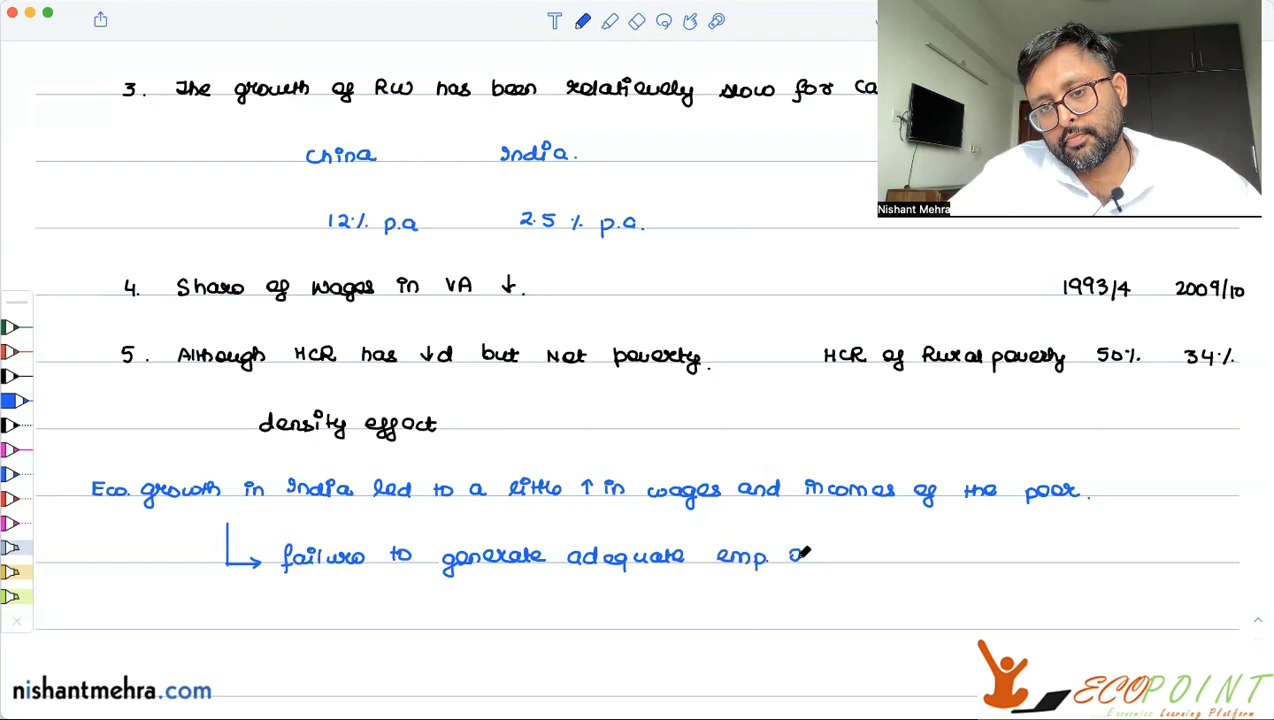 3. The growth of RW has been relatively slow for ca
China India.
12% p.a 2.5 % p.a.
Nishant Mehra
4. Share of wages in VA ↓. 1993/4 2009/10
5. Although HCR has ↓d but Not poverty. HCR of Rural poverty 50% 34%
density effect
Eco. growth in India led to a little ↑ in wages and incomes of the poor.
↳ failure to generate adequate emp.
nishantmehra.com
ECOPOINT
.....Economics Learning Platform